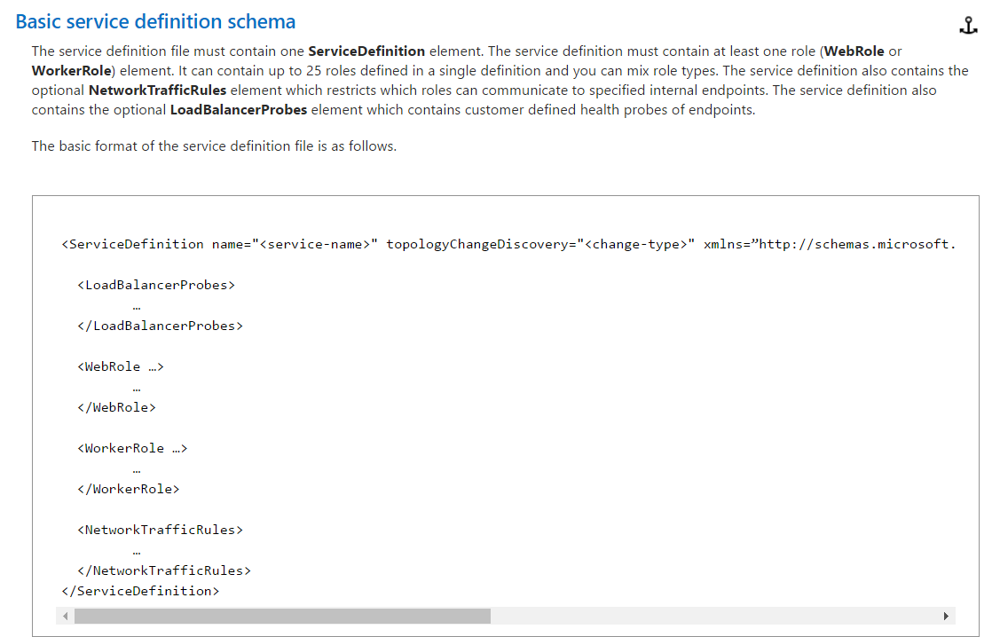 Basic service definition schema
The service definition file must contain one ServiceDefinition element. The service definition must contain at least one role (WebRole or
WorkerRole) element. It can contain up to 25 roles defined in a single definition and you can mix role types. The service definition also contains the
optional NetworkTrafficRules element which restricts which roles can communicate to specified internal endpoints. The service definition also
contains the optional LoadBalancerProbes element which contains customer defined health probes of endpoints.
The basic format of the service definition file is as follows.
<ServiceDefinition name="<service-name>" topologyChangeDiscovery="<change-type>" xmlns=”http://schemas.microsoft.
<LoadBalancerProbes>
…
</LoadBalancerProbes>
<WebRole …>
…
</WebRole>
<WorkerRole …>
…
</WorkerRole>
<NetworkTrafficRules>
…
</NetworkTrafficRules>
</ServiceDefinition>